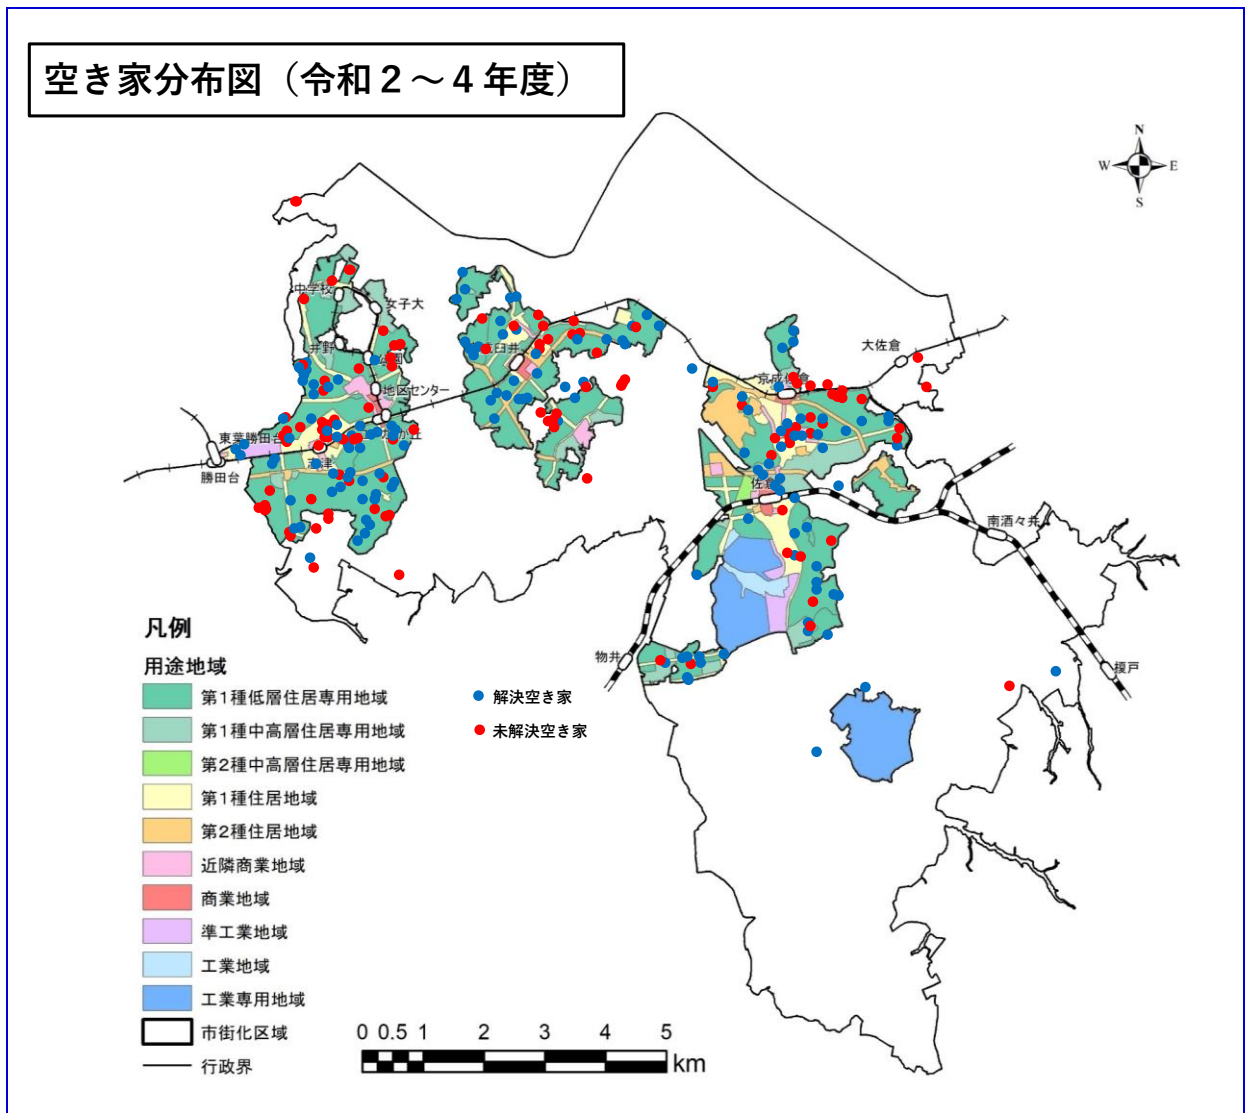 空き家分布図（令和２～４年度）
N
W
E
S
中学校
女子大
井野
公園
地区センター
東葉勝田台
勝田台
志津
臼井
京成佐倉
大佐倉
佐倉
南酒々井
物井
榎戸
凡例
用途地域
第1種低層住居専用地域
第1種中高層住居専用地域
第2種中高層住居専用地域
第1種住居地域
第2種住居地域
近隣商業地域
商業地域
準工業地域
工業地域
工業専用地域
市街化区域
行政界
解決空き家
未解決空き家
0 0.5 1 2 3 4 5
km